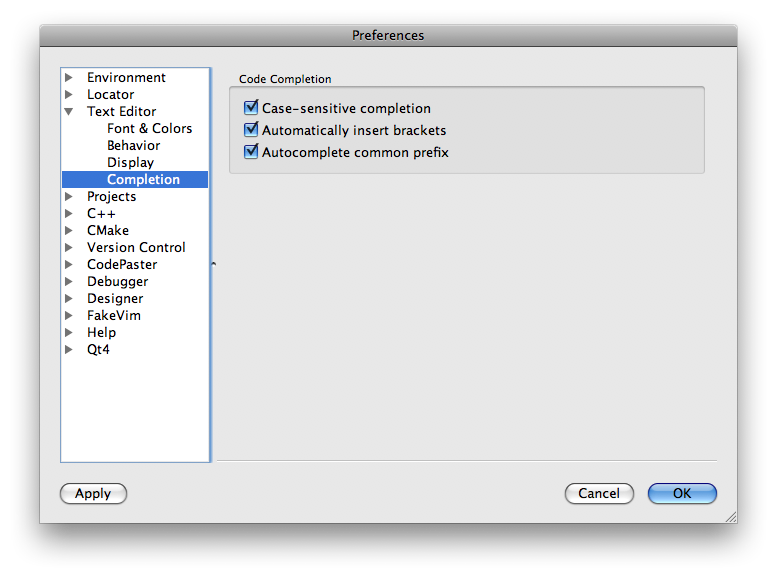 Preferences
Environment
Locator
Text Editor
Font & Colors
Behavior
Display
Completion
Projects
C++
CMake
Version Control
CodePaster
Debugger
Designer
FakeVim
Help
Qt4
Code Completion
Case-sensitive completion
Automatically insert brackets
Autocomplete common prefix
Apply
Cancel
OK